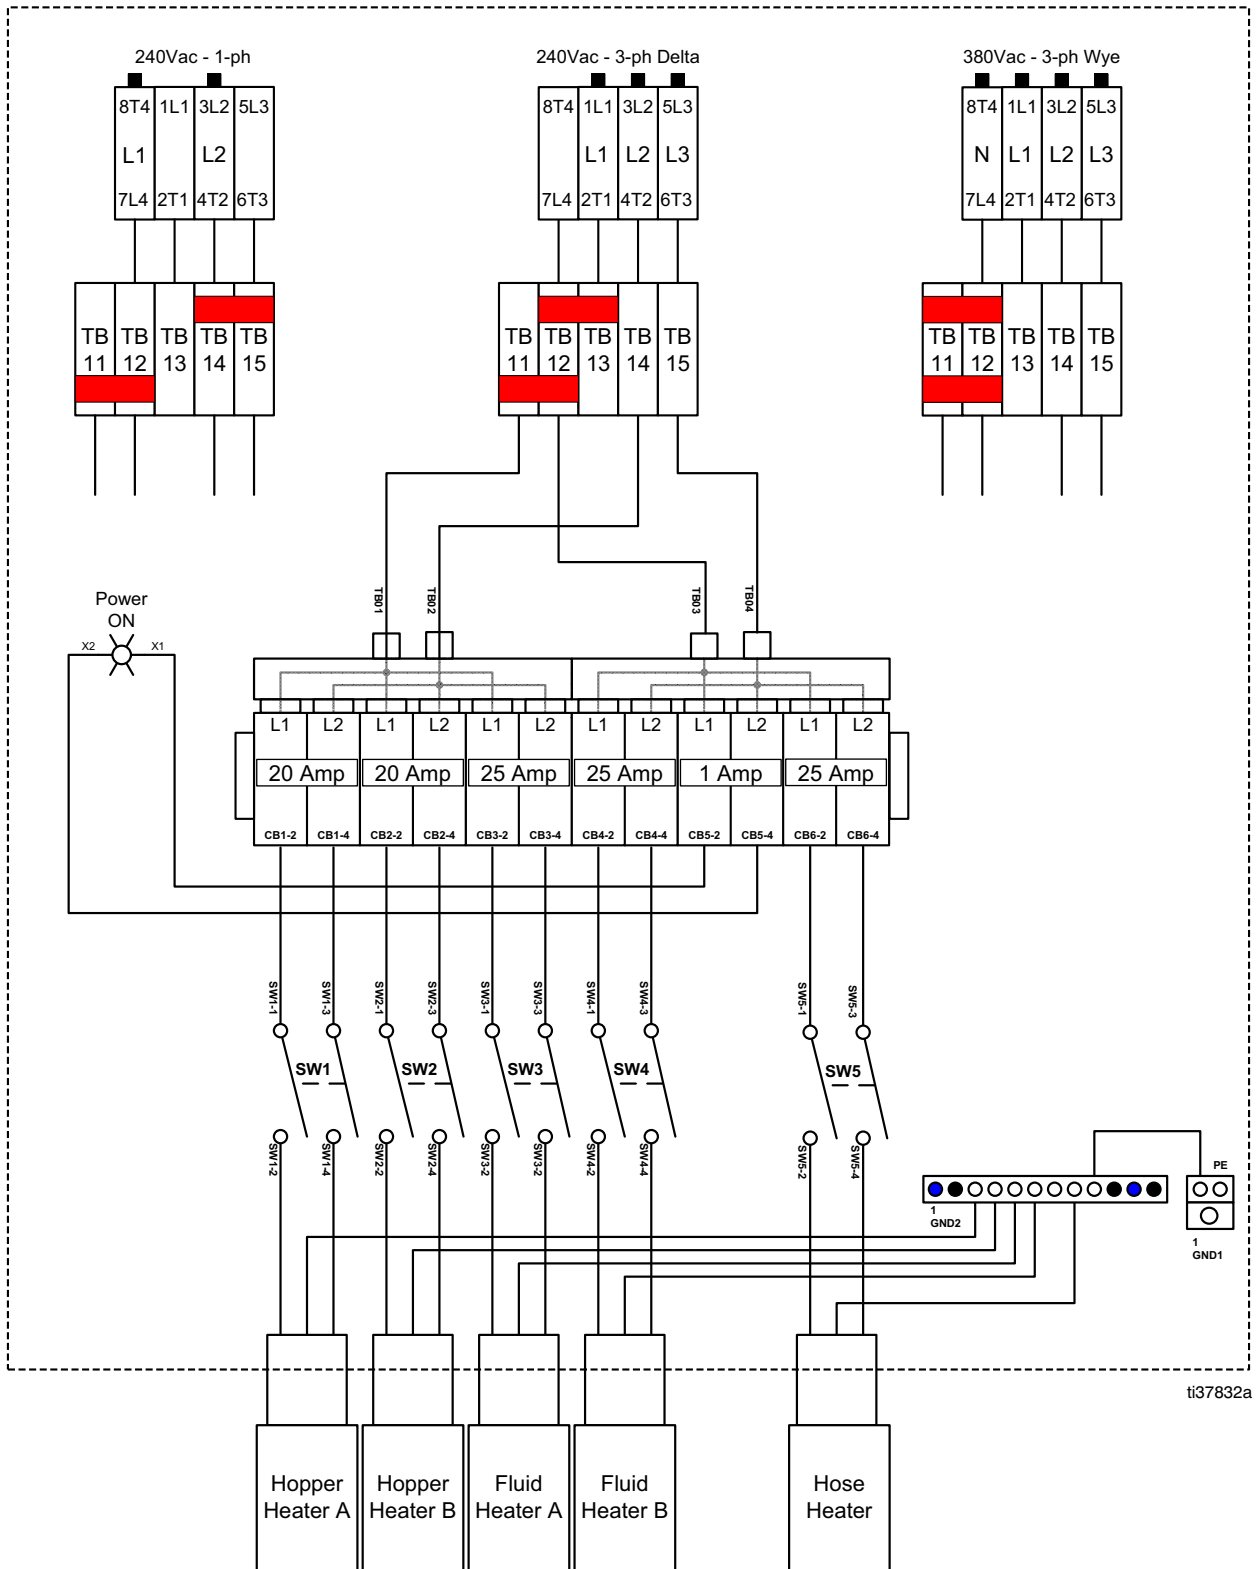 240Vac - 1-ph
240Vac - 3-ph Delta
380Vac - 3-ph Wye
8T4 1L1 3L2 5L3
8T4 1L1 3L2 5L3
8T4 1L1 3L2 5L3
L1 L2
L1 L2 L3
N L1 L2 L3
7L4 2T1 4T2 6T3
7L4 2T1 4T2 6T3
7L4 2T1 4T2 6T3
TB TB TB TB TB
11 12 13 14 15
TB TB TB TB TB
11 12 13 14 15
TB TB TB TB TB
11 12 13 14 15
TB01 TB02 TB03 TB04
Power
ON
X2 X1
L1 L2 L1 L2 L1 L2 L1 L2 L1 L2 L1 L2
20 Amp 20 Amp 25 Amp 25 Amp 1 Amp 25 Amp
CB1-2 CB1-4 CB2-2 CB2-4 CB3-2 CB3-4 CB4-2 CB4-4 CB5-2 CB5-4 CB6-2 CB6-4
SW1-1 SW1-3 SW2-1 SW2-3 SW3-1 SW3-3 SW4-1 SW4-3 SW5-1 SW5-3
SW1 SW2 SW3 SW4 SW5
SW1-2 SW1-4 SW2-2 SW2-4 SW3-2 SW3-2 SW4-2 SW4-4 SW5-2 SW5-4
PE
1
GND2
1
GND1
ti37832a
Hopper
Heater A
Hopper
Heater B
Fluid
Heater A
Fluid
Heater B
Hose
Heater